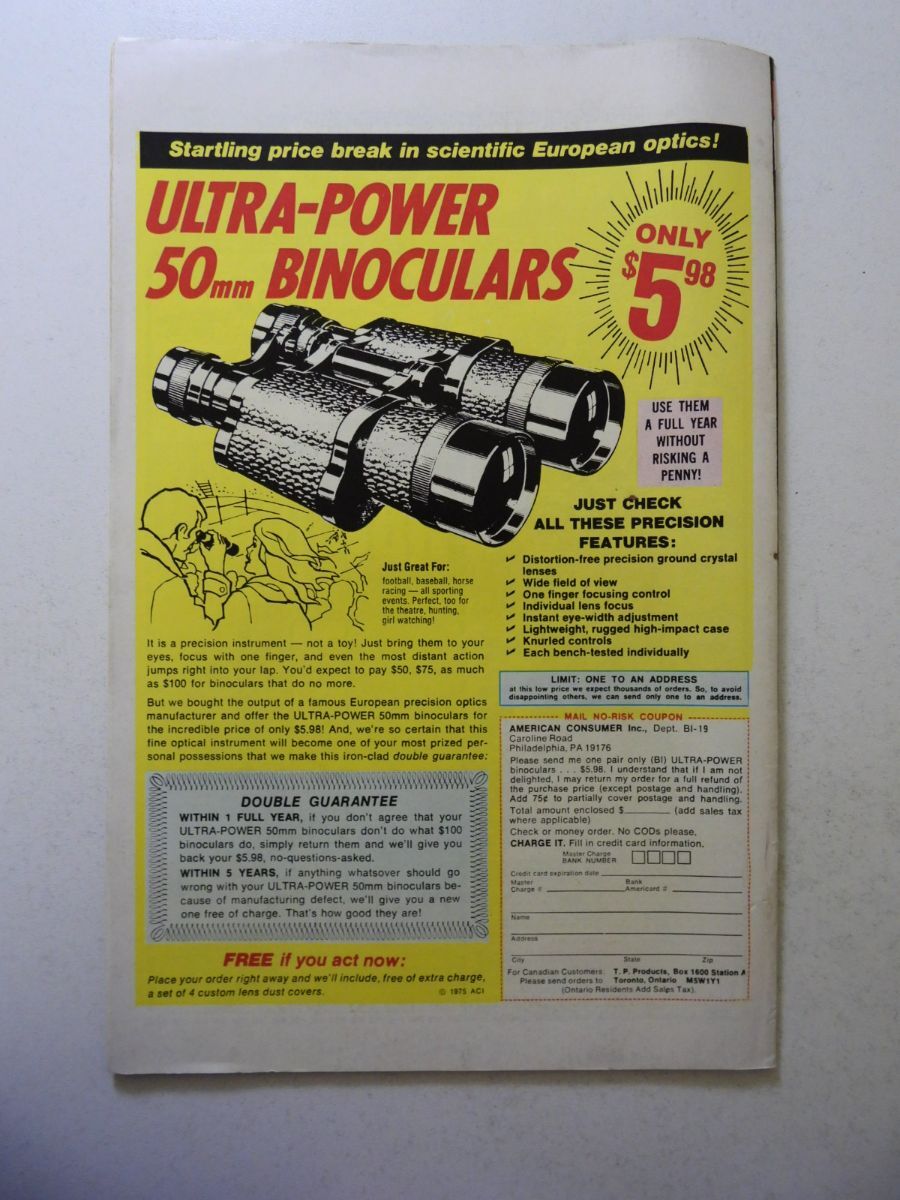 Startling price break in scientific European optics!
ULTRA-POWER
50mm BINOCULARS
ONLY
$5 98
USE THEM
A FULL YEAR
WITHOUT
RISKING A
PENNY!
JUST CHECK
ALL THESE PRECISION
FEATURES:
Distortion-free precision ground crystal
lenses
Wide field of view
One finger focusing control
Individual lens focus
Instant eye-width adjustment
Lightweight, rugged high-impact case
Knurled controls
Each bench-tested individually
Just Great For:
football, baseball, horse
racing — all sporting
events. Perfect, too for
the theatre, hunting,
girl watching!
It is a precision instrument — not a toy! Just bring them to your
eyes, focus with one finger, and even the most distant action
jumps right into your lap. You'd expect to pay $50, $75, as much
as $100 for binoculars that do no more.
But we bought the output of a famous European precision optics
manufacturer and offer the ULTRA-POWER 50mm binoculars for
the incredible price of only $5.98! And, we're so certain that this
fine optical instrument will become one of your most prized per-
sonal possessions that we make this iron-clad double guarantee:
DOUBLE GUARANTEE
WITHIN 1 FULL YEAR, if you don't agree that your
ULTRA-POWER 50mm binoculars don't do what $100
binoculars do, simply return them and we'll give you
back your $5.98, no-questions-asked.
WITHIN 5 YEARS, if anything whatsover should go
wrong with your ULTRA-POWER 50mm binoculars be-
cause of manufacturing defect, we'll give you a new
one free of charge. That's how good they are!
FREE if you act now:
Place your order right away and we'll include, free of extra charge,
a set of 4 custom lens dust covers.
© 1975 ACI
LIMIT: ONE TO AN ADDRESS
at this low price we expect thousands of orders. So, to avoid
disappointing others, we can send only one to an address.
MAIL NO-RISK COUPON
AMERICAN CONSUMER Inc., Dept. BI-19
Caroline Road
Philadelphia, PA 19176
Please send me one pair only (BI) ULTRA-POWER
binoculars . . . $5.98. I understand that if I am not
delighted, I may return my order for a full refund of
the purchase price (except postage and handling).
Add 75¢ to partially cover postage and handling.
Total amount enclosed $ (add sales tax
where applicable)
Check or money order. No CODs please.
CHARGE IT. Fill in credit card information.
Master Charge
BANK NUMBER
Credit card expiration date
Master
Charge #
Bank
Americard #
Name
Address
City State Zip
For Canadian Customers: T. P. Products, Box 1600 Station A
Please send orders to Toronto, Ontario M5W1Y1
(Ontario Residents Add Sales Tax).